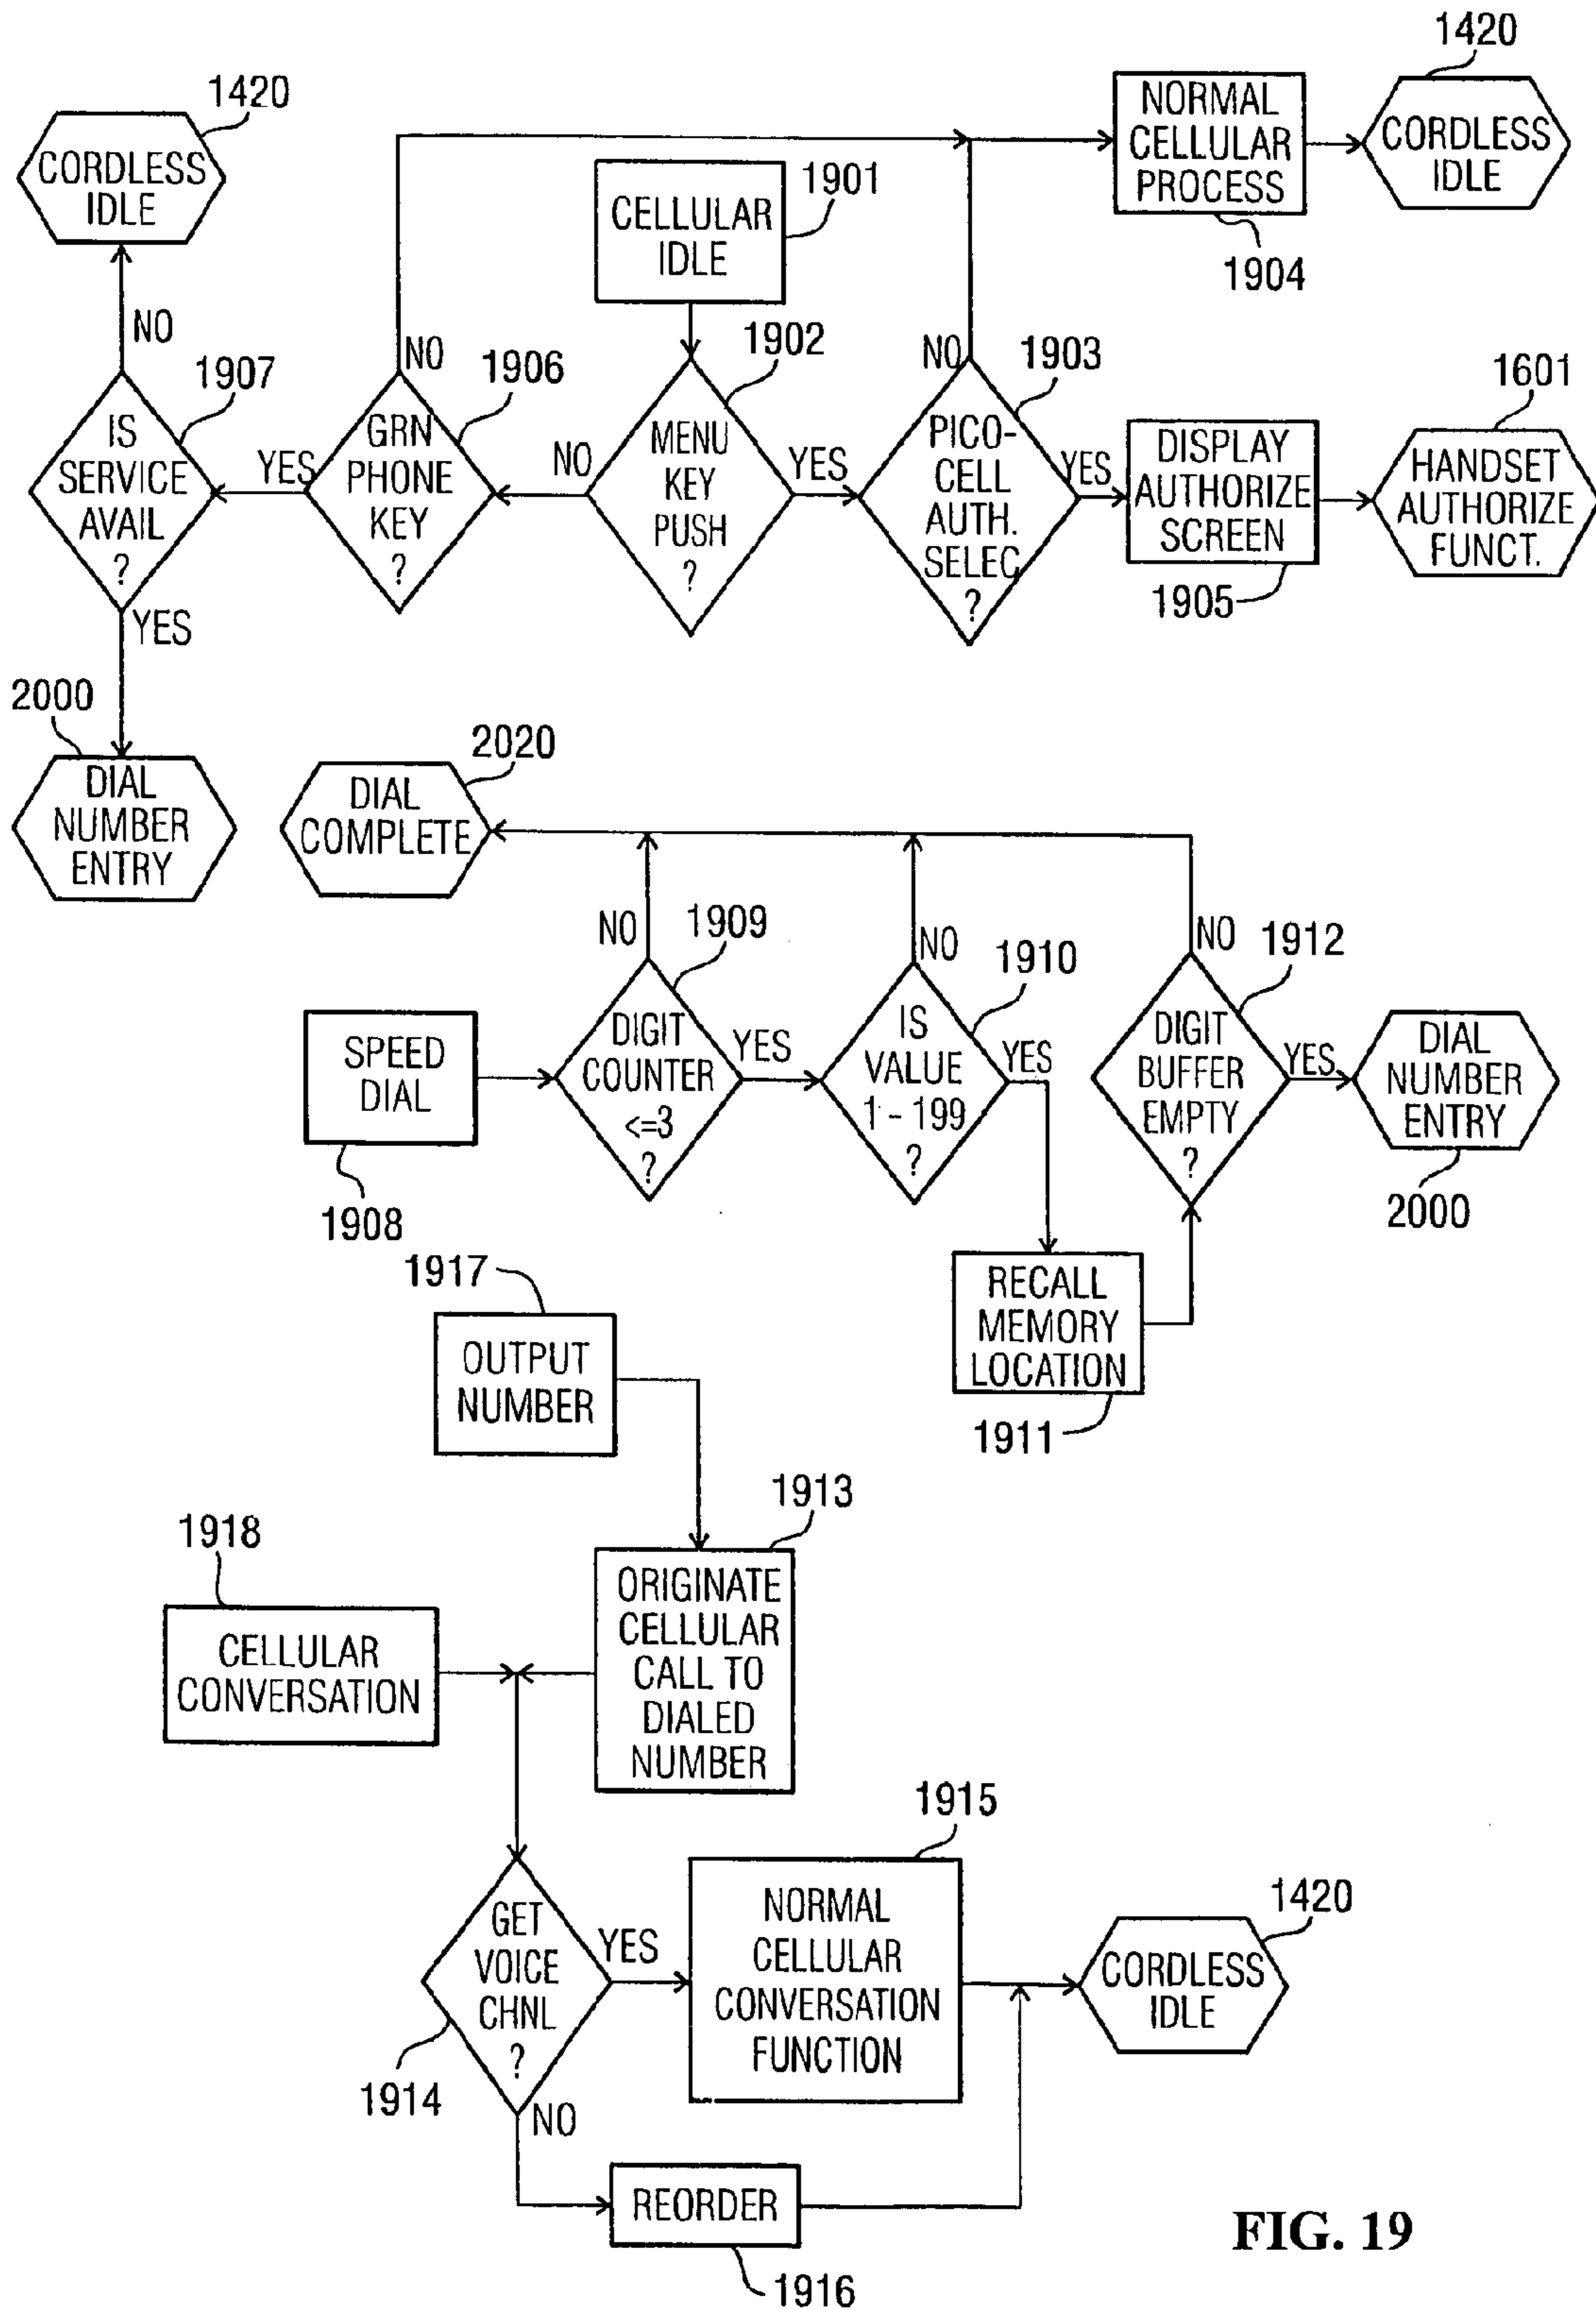 1420
CORDLESS
IDLE
NO
1907
IS
SERVICE
AVAIL
?
YES
2000
DIAL
NUMBER
ENTRY
YES
NO
1906
GRN
PHONE
KEY
?
NO
1901
CELLULAR
IDLE
1902
MENU
KEY
PUSH
?
YES
NO
1903
PICO-
CELL
AUTH.
SELEC
?
YES
NORMAL
CELLULAR
PROCESS
1904
1420
CORDLESS
IDLE
DISPLAY
AUTHORIZE
SCREEN
1905
1601
HANDSET
AUTHORIZE
FUNCT.
2020
DIAL
COMPLETE
SPEED
DIAL
1908
NO
1909
DIGIT
COUNTER
<=3
?
YES
NO
1910
IS
VALUE
1 - 199
?
YES
RECALL
MEMORY
LOCATION
1911
NO
1912
DIGIT
BUFFER
EMPTY
?
YES
DIAL
NUMBER
ENTRY
2000
1917
OUTPUT
NUMBER
1913
ORIGINATE
CELLULAR
CALL TO
DIALED
NUMBER
1918
CELLULAR
CONVERSATION
GET
VOICE
CHNL
?
1914
YES
NO
1915
NORMAL
CELLULAR
CONVERSATION
FUNCTION
1420
CORDLESS
IDLE
REORDER
1916
FIG. 19